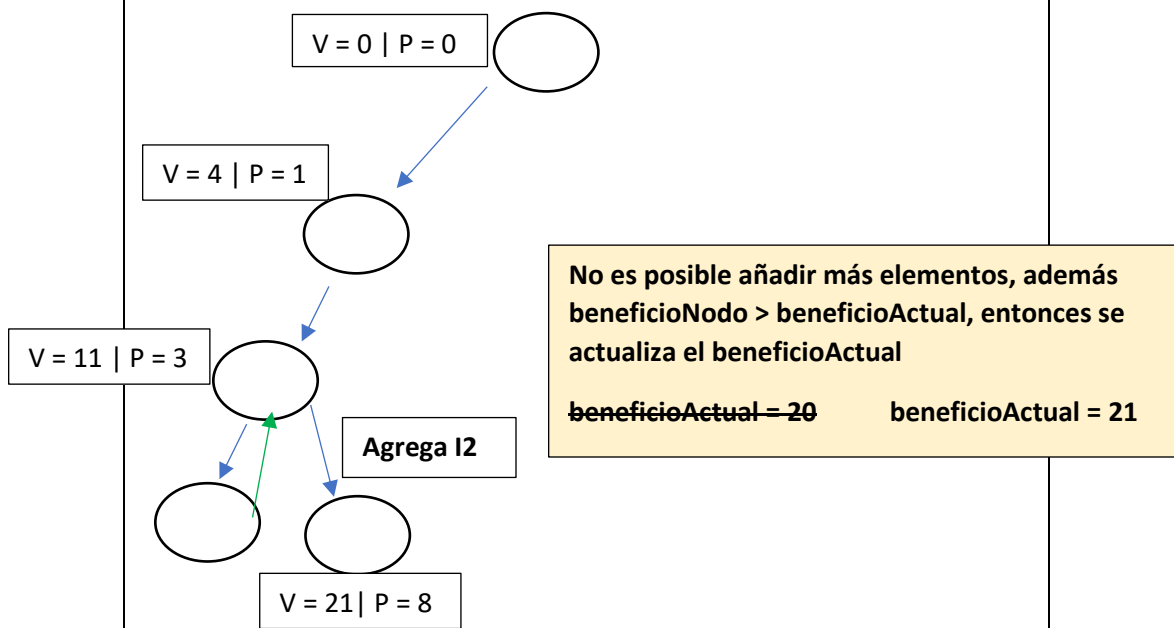 V = 0 | P = 0
V = 4 | P = 1
No es posible añadir más elementos, además
beneficioNodo > beneficioActual, entonces se
actualiza el beneficioActual
V = 11 | P = 3
beneficioActual = 20 beneficioActual = 21
Agrega I2
V = 21| P = 8